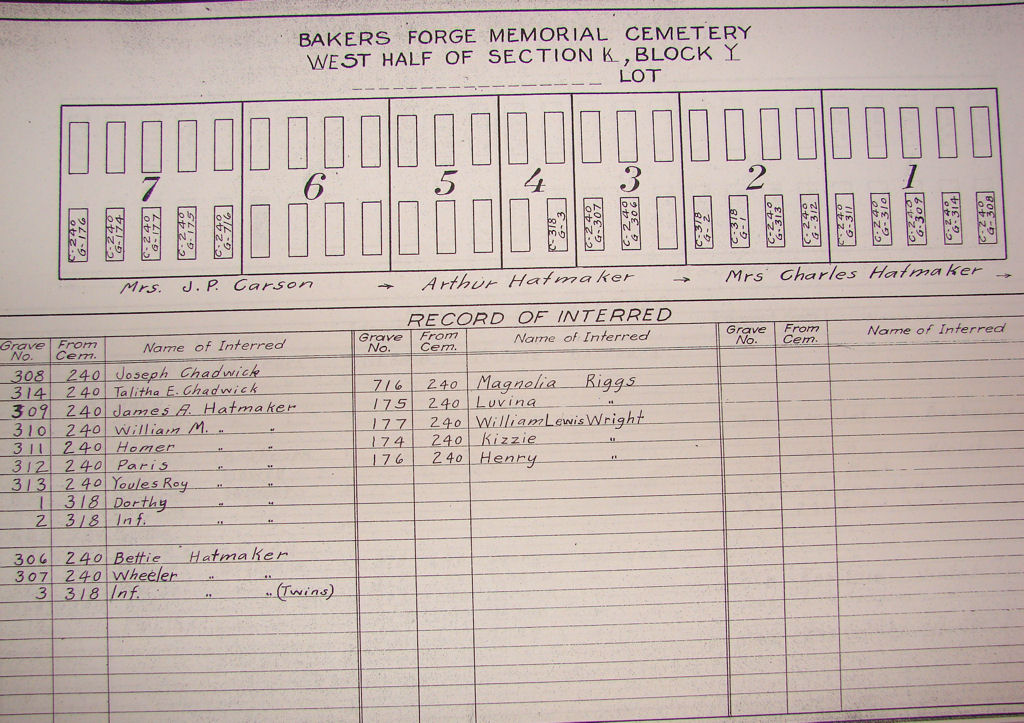 BAKERS FORGE MEMORIAL CEMETERY
WEST HALF OF SECTION K, BLOCK Y
LOT
7 6 5 4 3 2 1
C-240 G-176
C-240 G-174
C-240 G-177
C-240 G-175
C-240 G-716
C-318 G-3
C-240 G-307
C-240 G 306
C-318 G-2
C-318 G-1
C-240 G-313
C-240 G-312
C-240 G-311
C-240 G-310
C-240 G-309
C-240 G-314
C-240 G-308
Mrs. J. P. Carson → Arthur Hatmaker → Mrs Charles Hatmaker →
RECORD OF INTERRED
Grave No. From Cem. Name of Interred
308 240 Joseph Chadwick
314 240 Talitha E. Chadwick
309 240 James A. Hatmaker
310 240 William M. " "
311 240 Homer " "
312 240 Paris " "
313 240 Youles Roy " "
1 318 Dorthy " "
2 318 Inf. " "
306 240 Bettie Hatmaker
307 240 Wheeler " "
3 318 Inf. " " (Twins)
Grave No. From Cem. Name of Interred
716 240 Magnolia Riggs
175 240 Luvina "
177 240 William Lewis Wright
174 240 Kizzie "
176 240 Henry "
Grave No. From Cem. Name of Interred